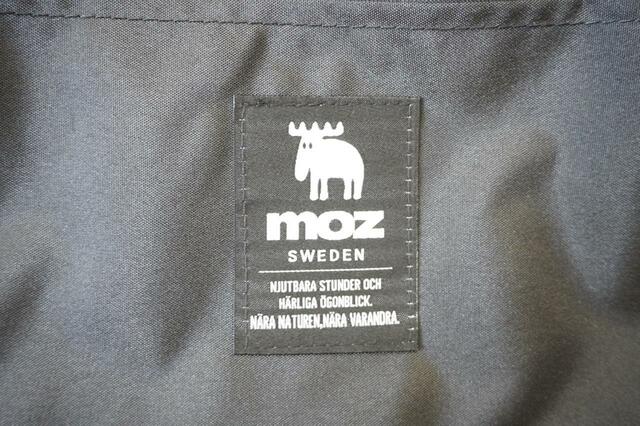 moz
SWEDEN
NJUTBARA STUNDER OCH
HÄRLIGA ÖGONBLICK.
NÄRA NATUREN,NÄRA VARANDRA.